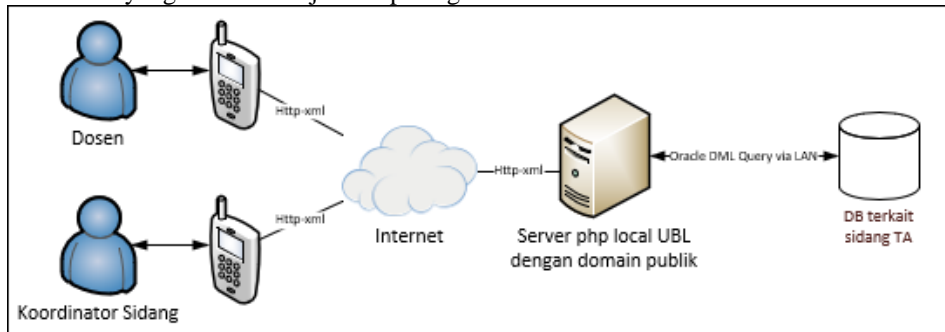 Dosen
Http-xml
Http-xml
Http-xml
Oracle DML Query via LAN
Internet
Server php local UBL
dengan domain publik
DB terkait
sidang TA
Koordinator Sidang